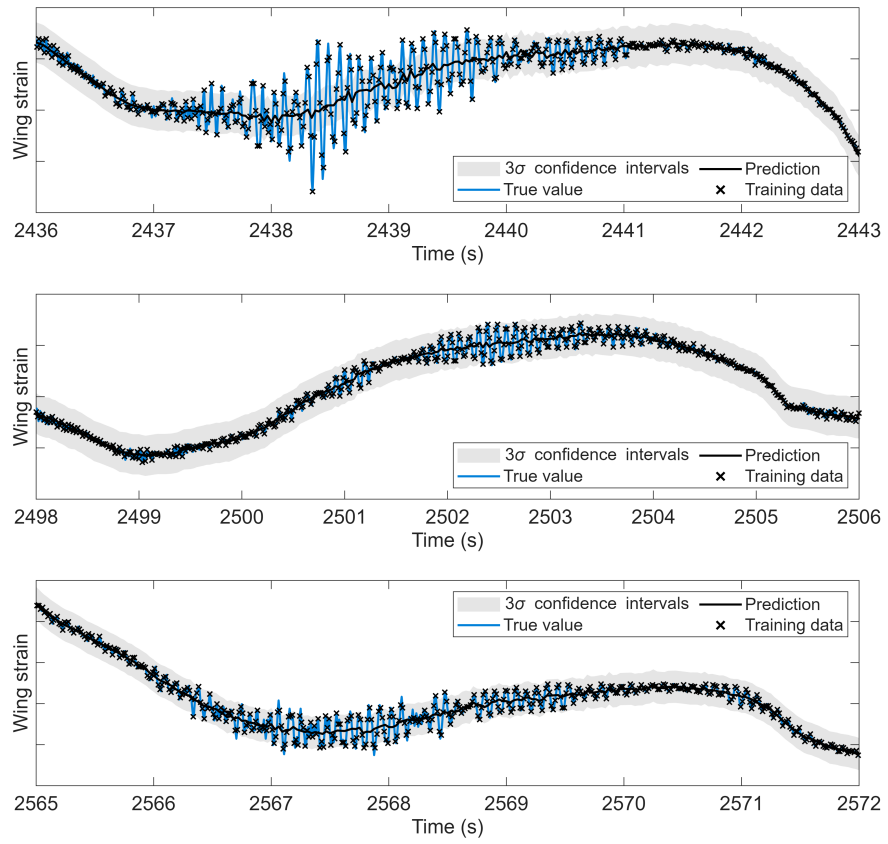 Wing strain
3σ confidence intervals Prediction
True value Training data
2436 2437 2438 2439 2440 2441 2442 2443
Time (s)
Wing strain
3σ confidence intervals Prediction
True value Training data
2498 2499 2500 2501 2502 2503 2504 2505 2506
Time (s)
3σ confidence intervals Prediction
True value Training data
Wing strain
2565 2566 2567 2568 2569 2570 2571 2572
Time (s)